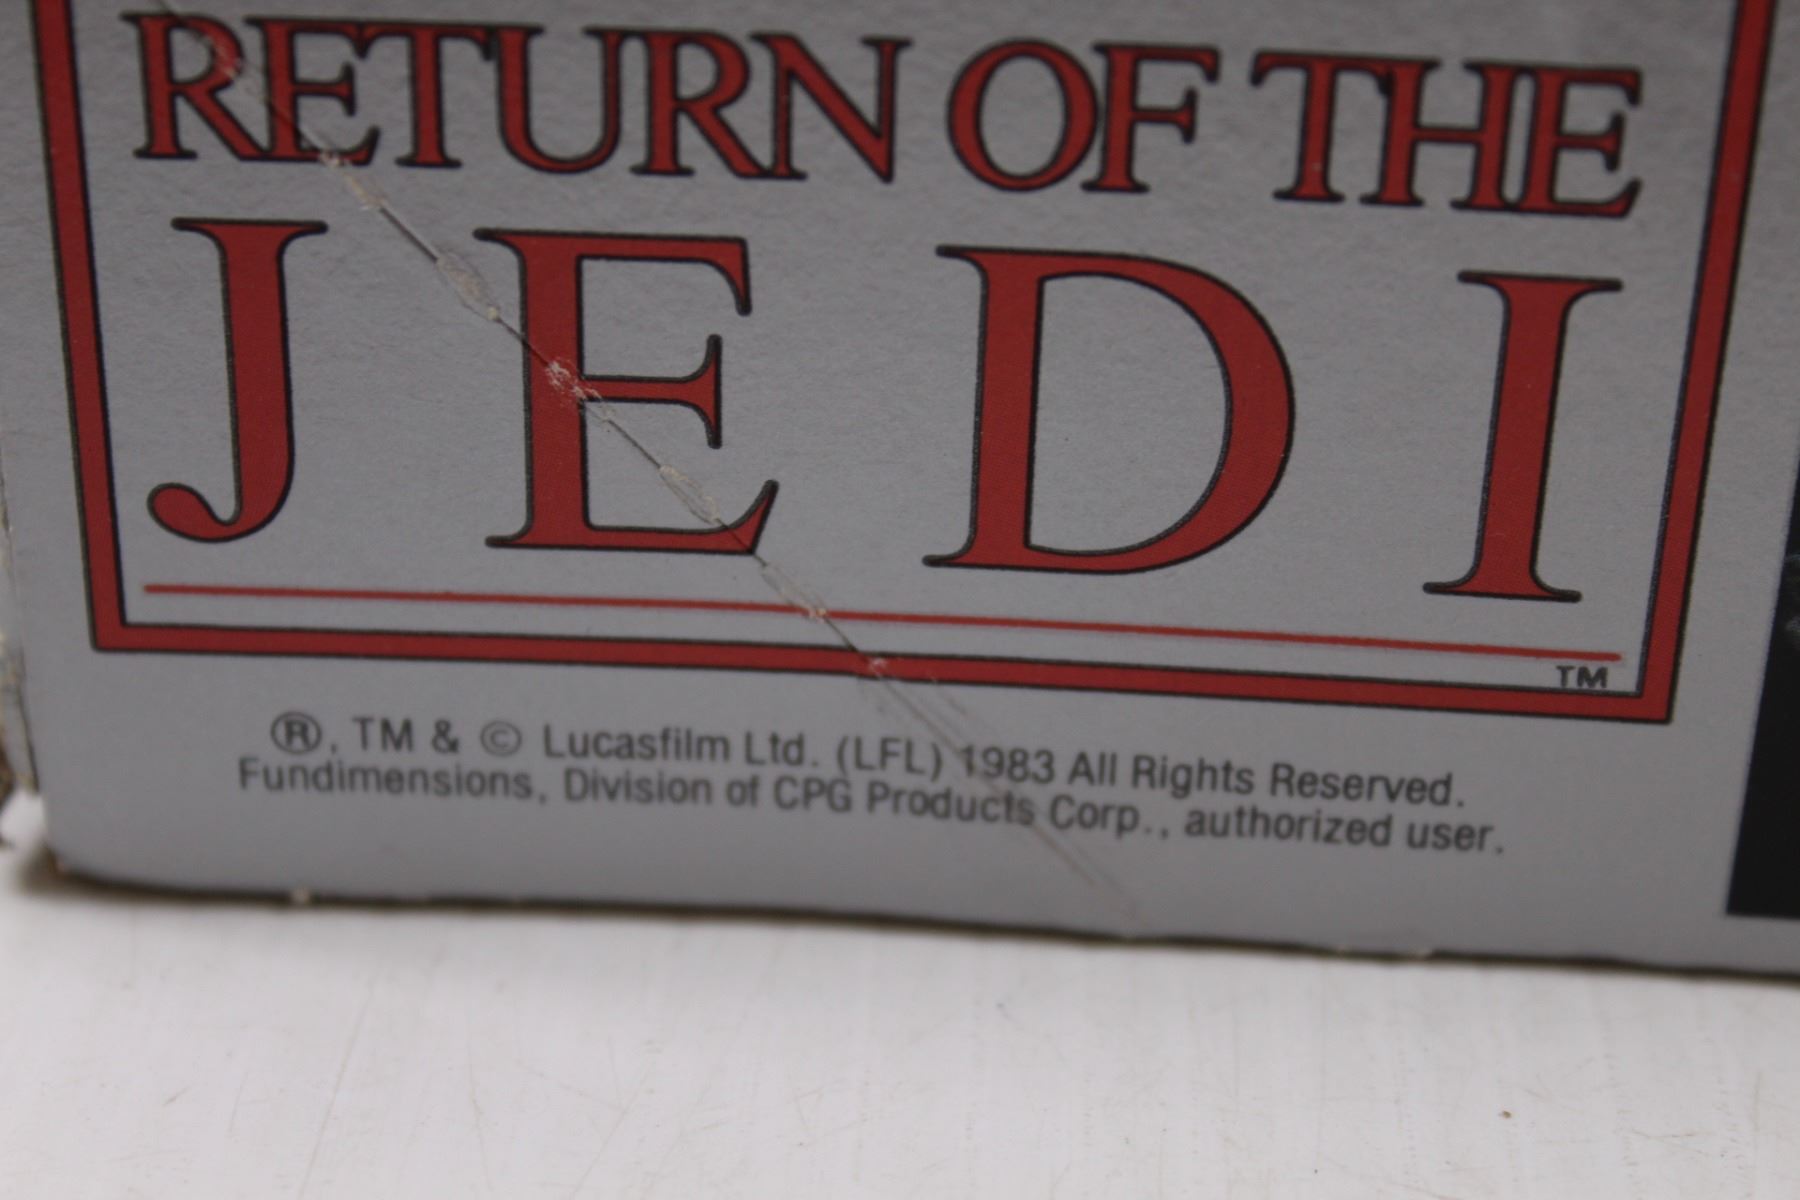 RETURN OF THE
JEDI
TM
®, TM & © Lucasfilm Ltd. (LFL) 1983 All Rights Reserved.
Fundimensions, Division of CPG Products Corp., authorized user.